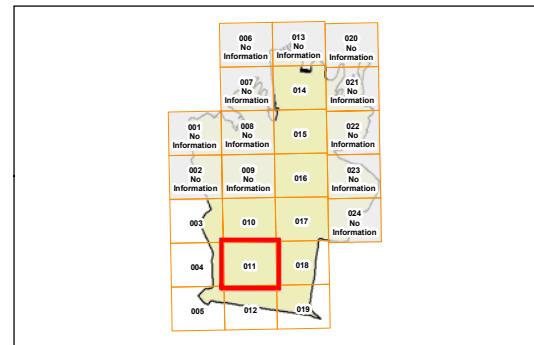 006
No
Information
013
No
Information
020
No
Information
007
No
Information
014
021
No
Information
001
No
Information
008
No
Information
015
022
No
Information
002
No
Information
009
No
Information
016
023
No
Information
003
010
017
024
No
Information
004
011
018
005
012
019